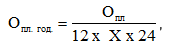 Опл. год. = Опл / 12 х Х х 24 ,